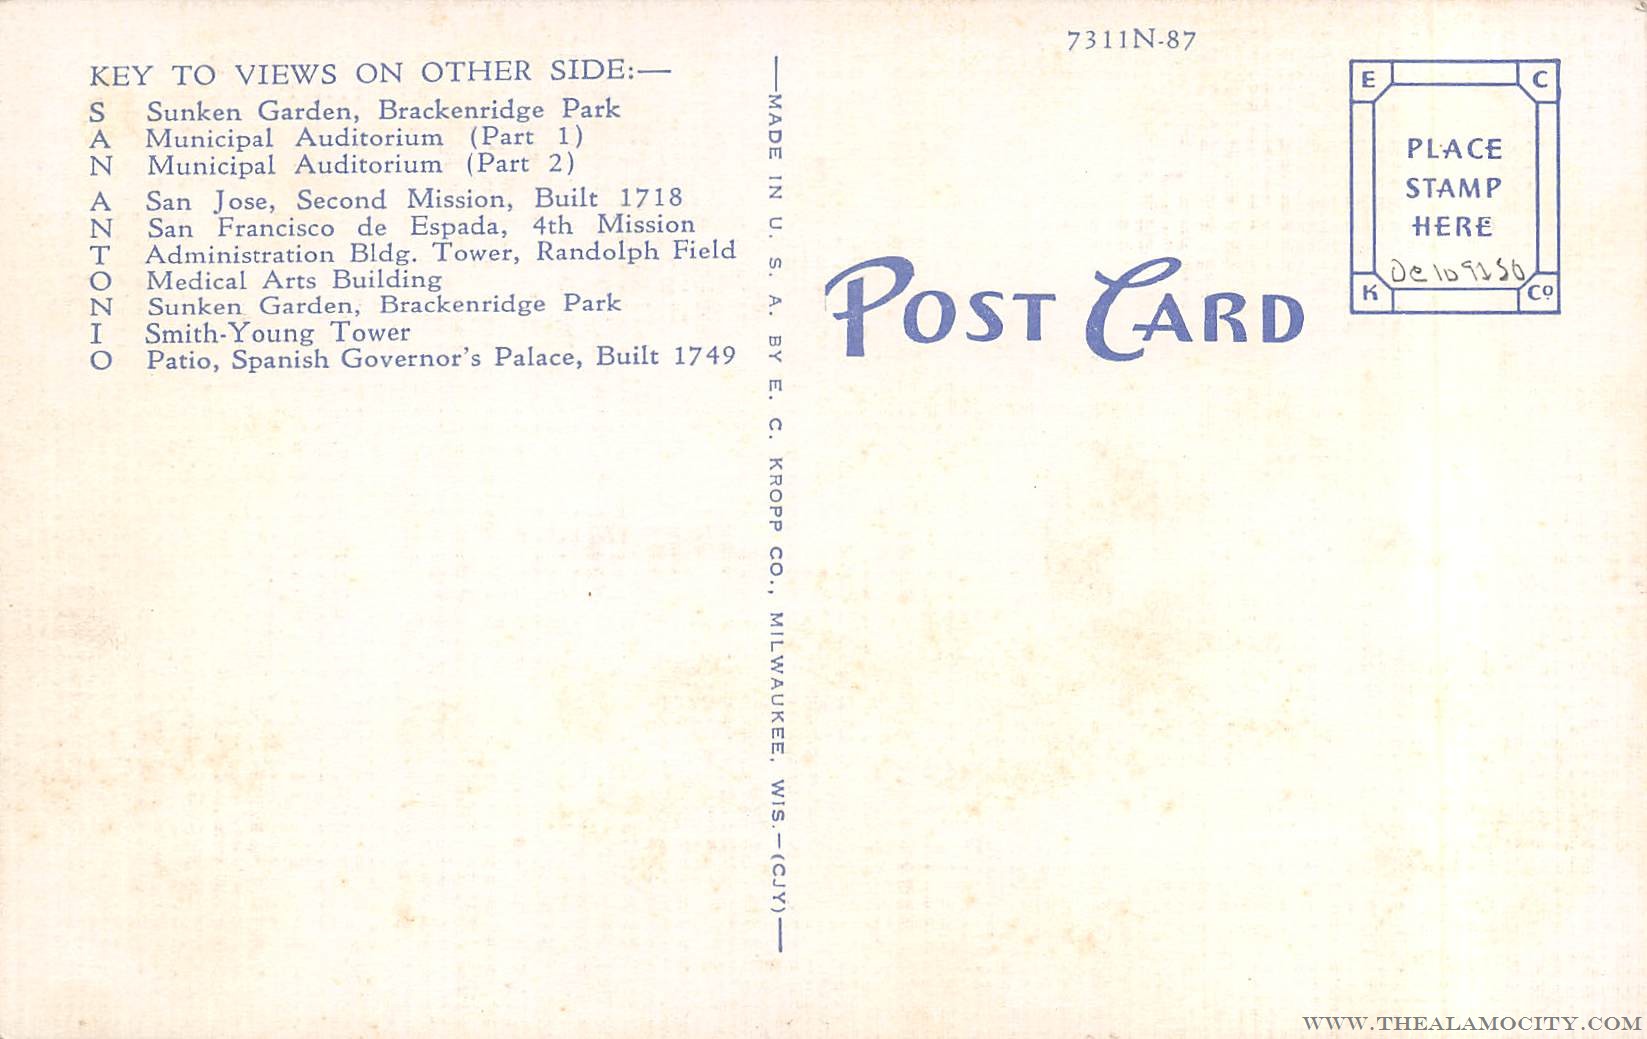 7311N-87
KEY TO VIEWS ON OTHER SIDE:—
S Sunken Garden, Brackenridge Park
A Municipal Auditorium (Part 1)
N Municipal Auditorium (Part 2)
A San Jose, Second Mission, Built 1718
N San Francisco de Espada, 4th Mission
T Administration Bldg. Tower, Randolph Field
O Medical Arts Building
N Sunken Garden, Brackenridge Park
I Smith-Young Tower
O Patio, Spanish Governor's Palace, Built 1749
—MADE IN U. S. A. BY E. C. KROPP CO., MILWAUKEE, WIS.—(CJY)—
POST CARD
E C
PLACE
STAMP
HERE
K CO
WWW.THEALAMOCITY.COM